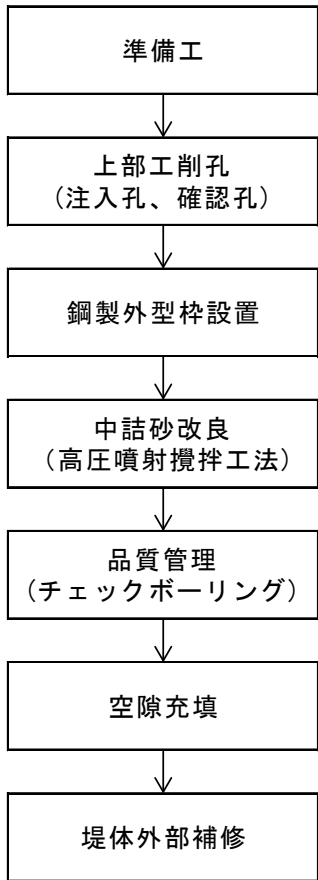 準備工
上部工削孔
(注入孔、確認孔)
鋼製外型枠設置
中詰砂改良
(高圧噴射攪拌工法)
品質管理
(チェックボーリング)
空隙充填
堤体外部補修